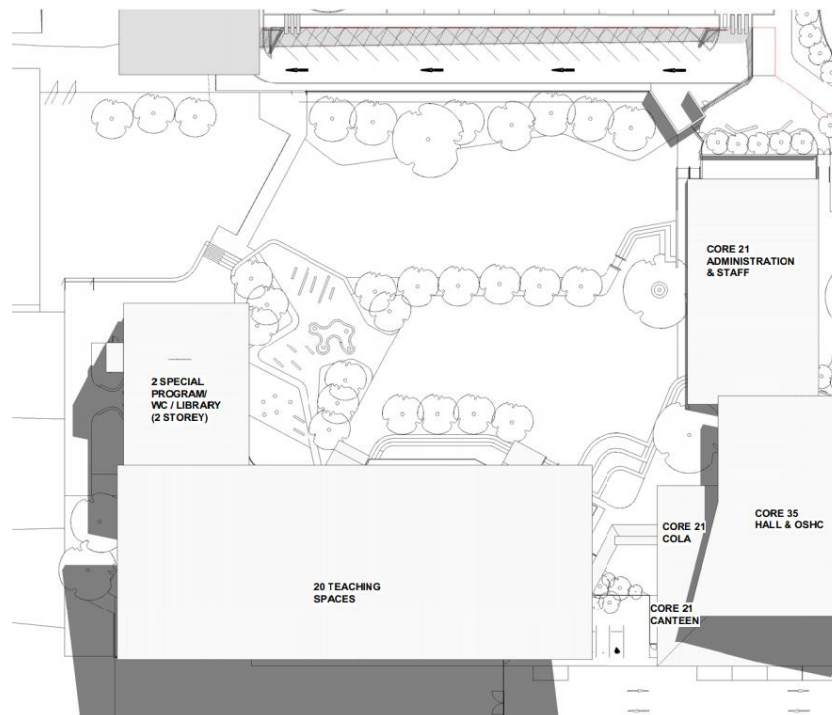 CORE 21
ADMINISTRATION
& STAFF
2 SPECIAL
PROGRAM/
WC / LIBRARY
(2 STOREY)
CORE 35
HALL & OSHC
CORE 21
COLA
20 TEACHING
SPACES
CORE 21
CANTEEN